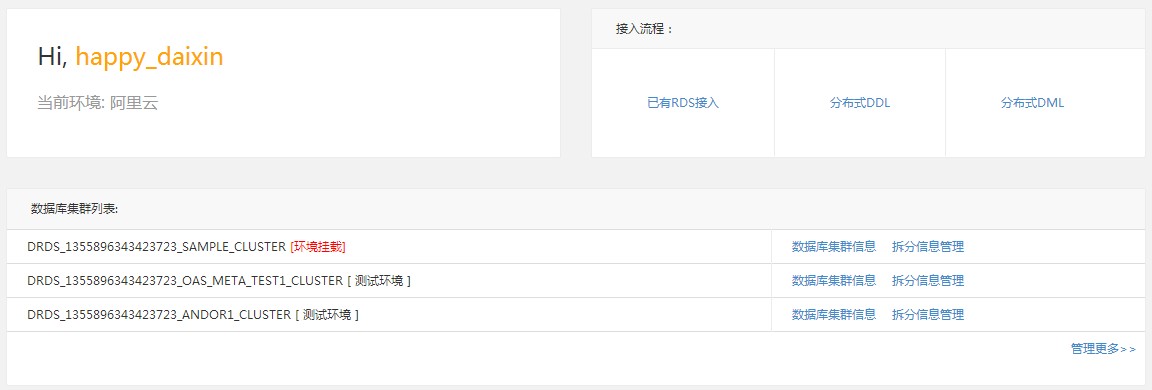 Hi, happy_daixin
当前环境: 阿里云
接入流程：
已有RDS接入
分布式DDL
分布式DML
数据库集群列表:
DRDS_1355896343423723_SAMPLE_CLUSTER [环境挂载] 数据库集群信息 拆分信息管理
DRDS_1355896343423723_OAS_META_TEST1_CLUSTER [ 测试环境 ] 数据库集群信息 拆分信息管理
DRDS_1355896343423723_ANDOR1_CLUSTER [ 测试环境 ] 数据库集群信息 拆分信息管理
管理更多>>